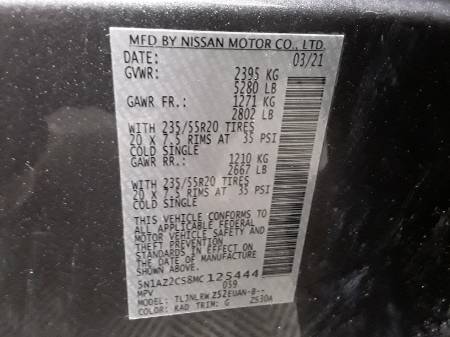 MFD BY NISSAN MOTOR CO., LTD.
DATE: 03/21
GVWR: 2395 KG
5280 LB
GAWR FR.: 1271 KG
2802 LB
WITH 235/55R20 TIRES
20 X 7.5 RIMS AT 35 PSI
COLD SINGLE
GAWR RR.: 1210 KG
2667 LB
WITH 235/55R20 TIRES
20 X 7.5 RIMS AT 35 PSI
COLD SINGLE
THIS VEHICLE CONFORMS TO
ALL APPLICABLE FEDERAL
MOTOR VEHICLE SAFETY AND
THEFT PREVENTION
STANDARDS IN EFFECT ON
THE DATE OF MANUFACTURE
5N1AZ2CS8MC125444
MPV 059
MODEL: TLJNLRWZ52EUAN-B--
COLOR: KAD TRIM: G Z530A